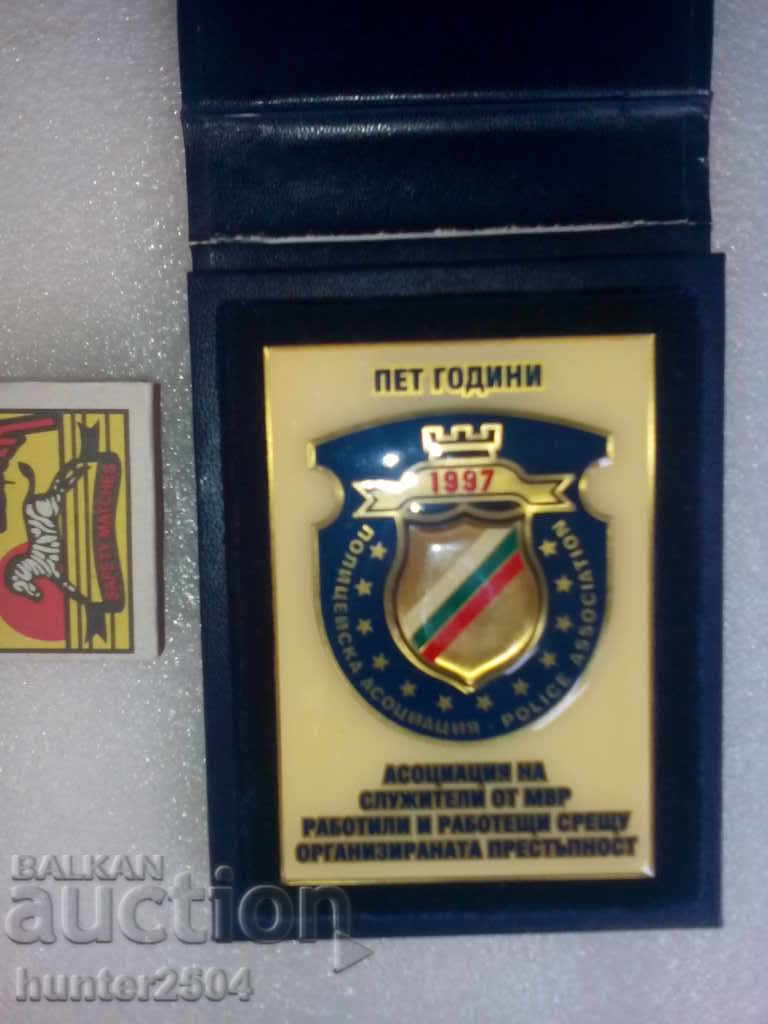 ПЕТ ГОДИНИ
1997
ПОЛИЦЕЙСКА АСОЦИАЦИЯ · POLICE ASSOCIATION
АСОЦИАЦИЯ НА
СЛУЖИТЕЛИ ОТ МВР
РАБОТИЛИ И РАБОТЕЩИ СРЕЩУ
ОРГАНИЗИРАНАТА ПРЕСТЪПНОСТ
SAFETY MATCHES
BALKAN
auction
hunter2504